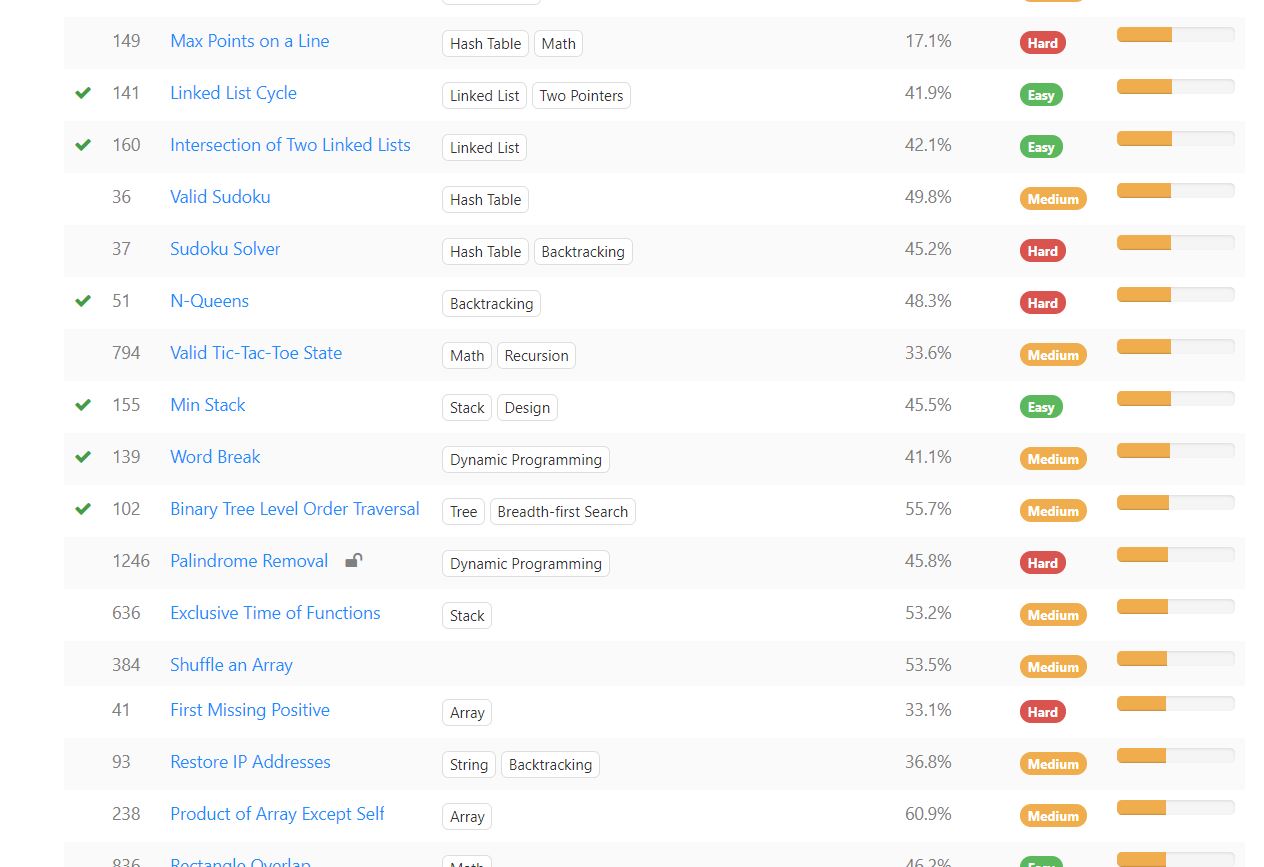 149 Max Points on a Line Hash Table Math 17.1% Hard
141 Linked List Cycle Linked List Two Pointers 41.9% Easy
160 Intersection of Two Linked Lists Linked List 42.1% Easy
36 Valid Sudoku Hash Table 49.8% Medium
37 Sudoku Solver Hash Table Backtracking 45.2% Hard
51 N-Queens Backtracking 48.3% Hard
794 Valid Tic-Tac-Toe State Math Recursion 33.6% Medium
155 Min Stack Stack Design 45.5% Easy
139 Word Break Dynamic Programming 41.1% Medium
102 Binary Tree Level Order Traversal Tree Breadth-first Search 55.7% Medium
1246 Palindrome Removal Dynamic Programming 45.8% Hard
636 Exclusive Time of Functions Stack 53.2% Medium
384 Shuffle an Array 53.5% Medium
41 First Missing Positive Array 33.1% Hard
93 Restore IP Addresses String Backtracking 36.8% Medium
238 Product of Array Except Self Array 60.9% Medium
836 Rectangle Overlap Math 46.2% Easy